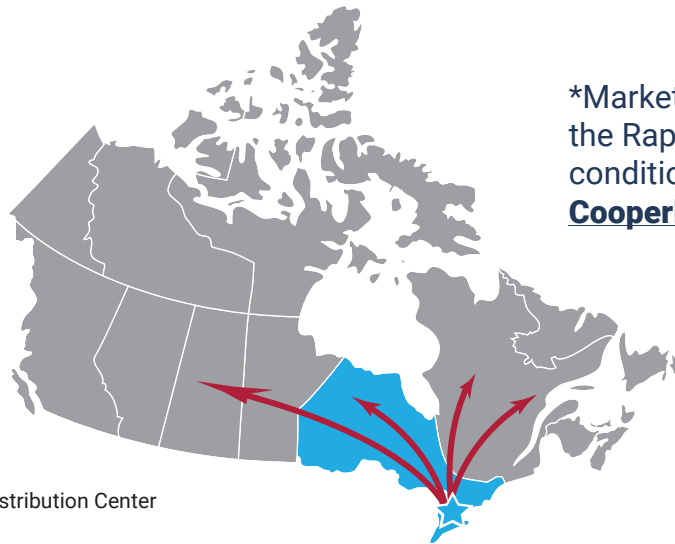 *Market
the Rap
conditio
Cooper
stribution Center